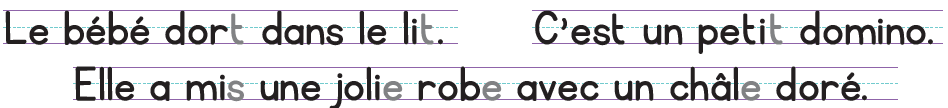 Le bébé dort dans le lit. C'est un petit domino.
Elle a mis une jolie robe avec un châle doré.